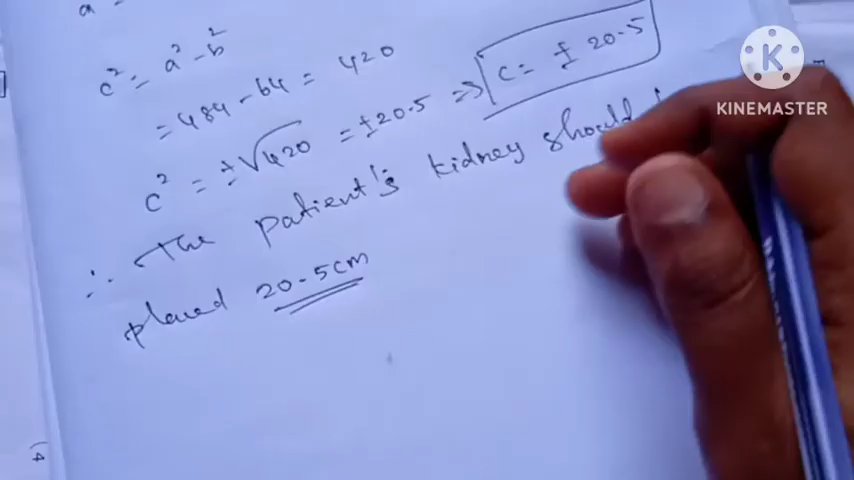 c² = a² - b²
= 484 - 64 = 420
c² = ±√420 = ±20.5 => c = ± 20.5
∴ The patient's kidney should
placed 20.5cm
KINEMASTER